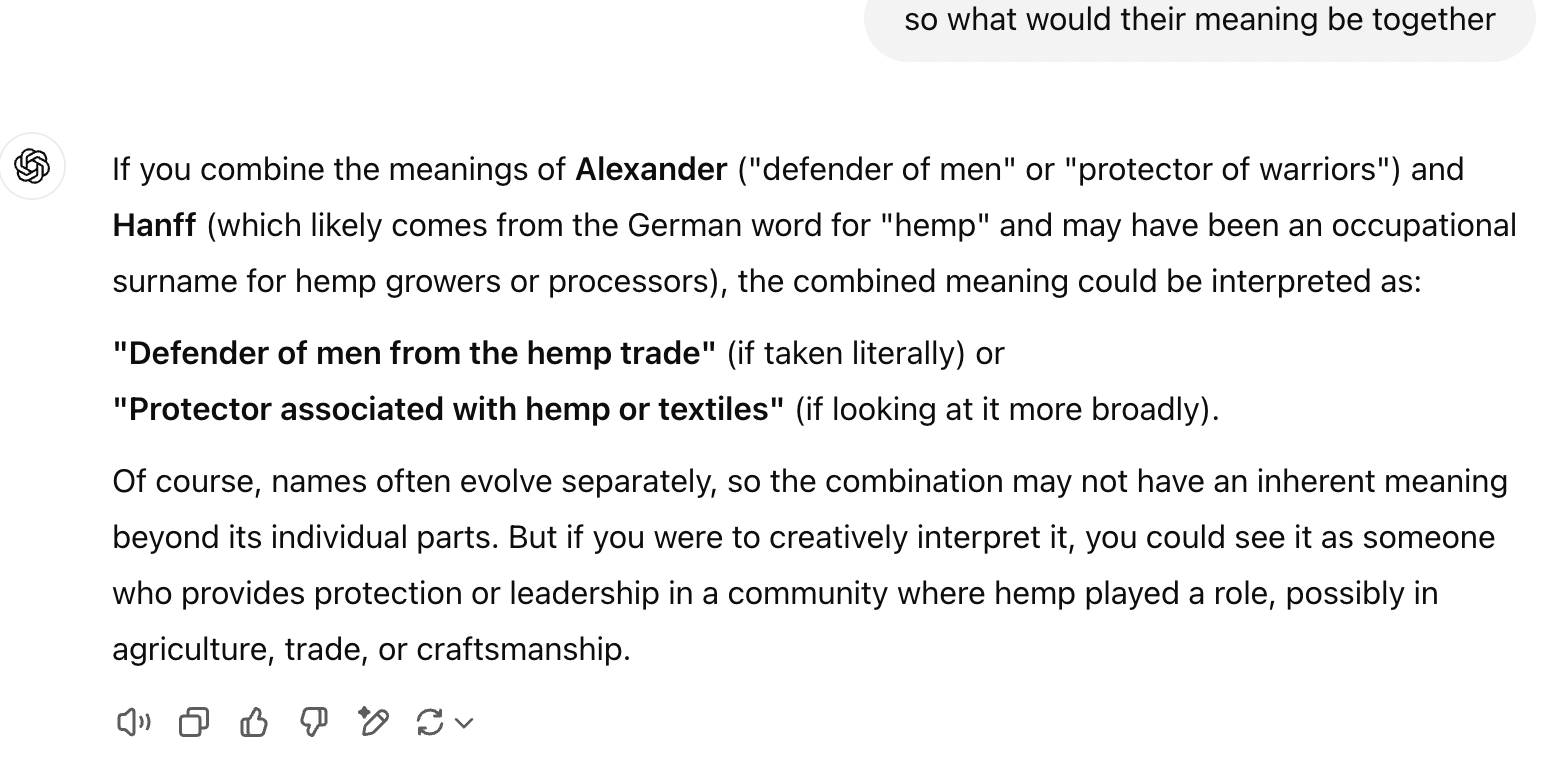 so what would their meaning be together
If you combine the meanings of Alexander ("defender of men" or "protector of warriors") and
Hanff (which likely comes from the German word for "hemp" and may have been an occupational
surname for hemp growers or processors), the combined meaning could be interpreted as:
"Defender of men from the hemp trade" (if taken literally) or
"Protector associated with hemp or textiles" (if looking at it more broadly).
Of course, names often evolve separately, so the combination may not have an inherent meaning
beyond its individual parts. But if you were to creatively interpret it, you could see it as someone
who provides protection or leadership in a community where hemp played a role, possibly in
agriculture, trade, or craftsmanship.